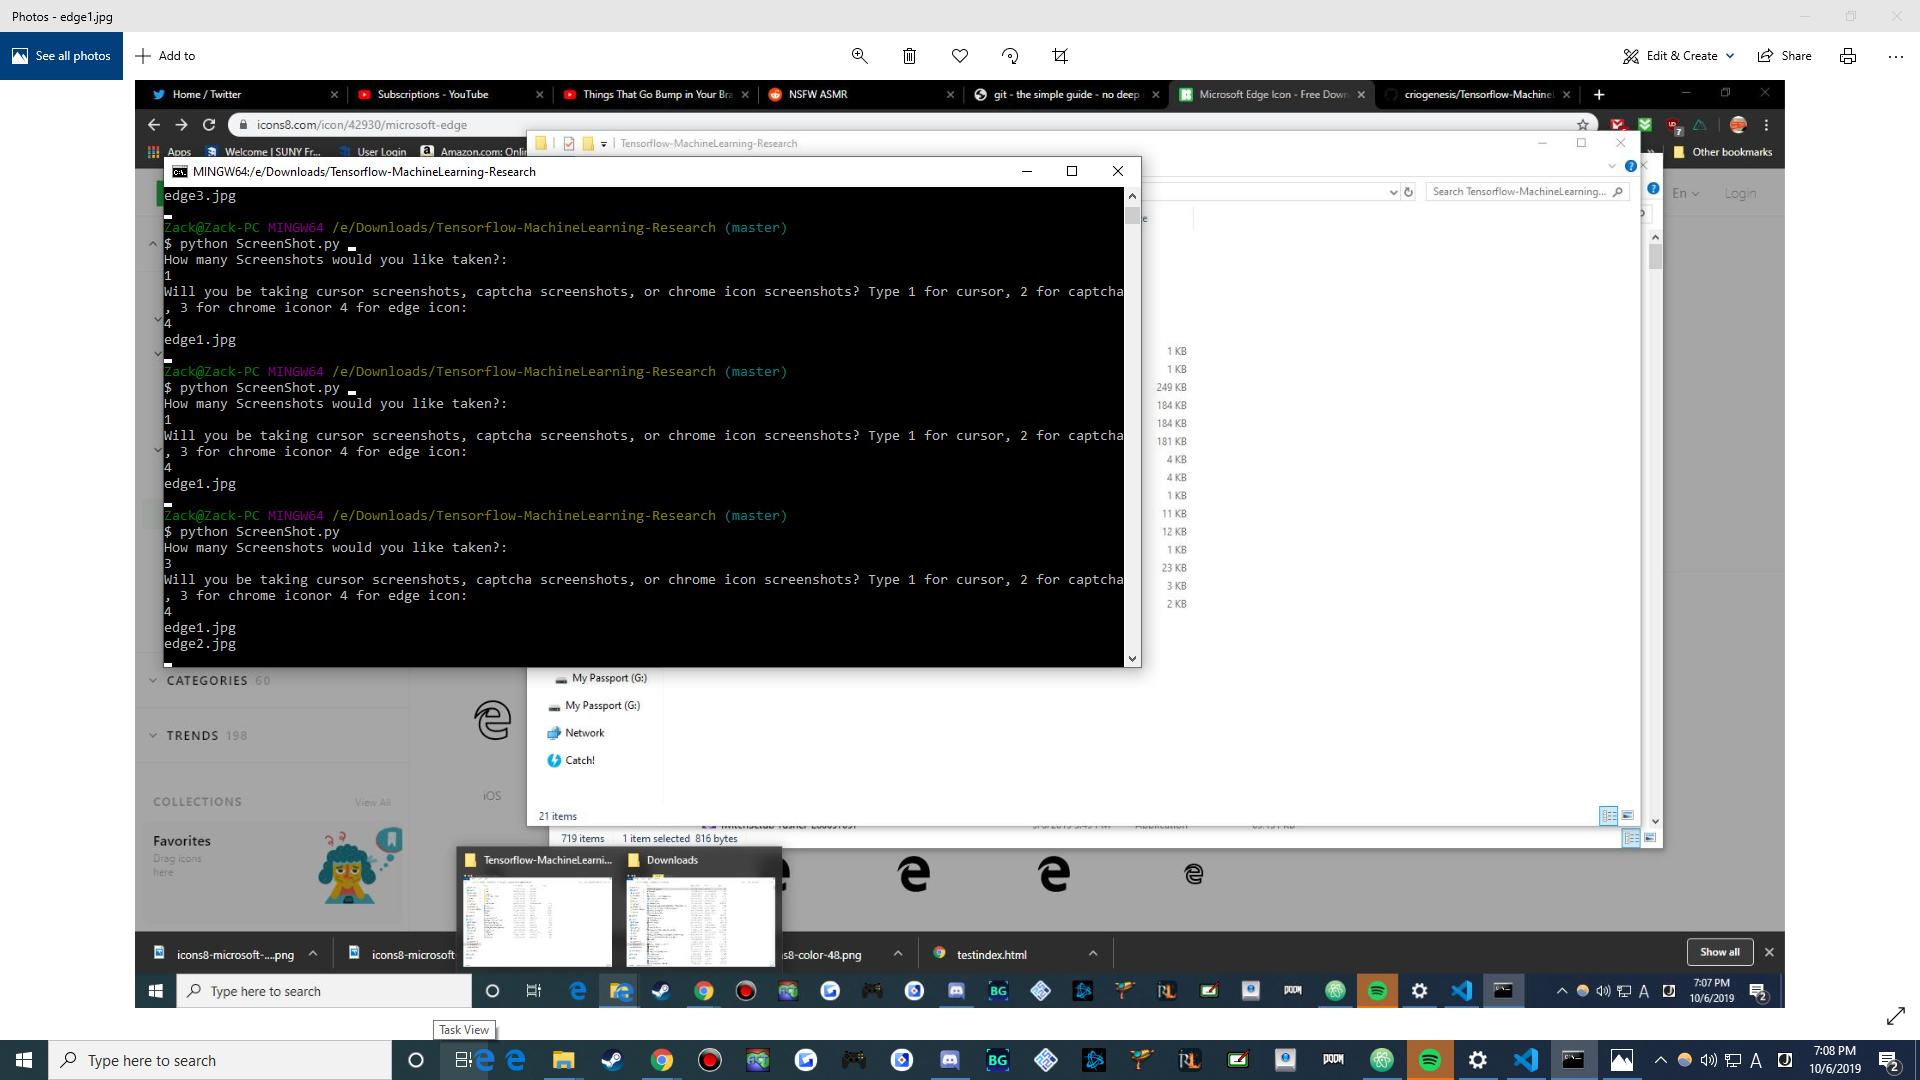 Photos - edge1.jpg
See all photos
Add to
Edit & Create
Share
Home / Twitter
Subscriptions - YouTube
Things That Go Bump in Your Bra
NSFW ASMR
git - the simple guide - no deep
Microsoft Edge Icon - Free Down
criogenesis/Tensorflow-Machine
icons8.com/icon/42930/microsoft-edge
Apps
Welcome | SUNY Fr...
User Login
Amazon.com: Onlin
Other bookmarks
Tensorflow-MachineLearning-Research
Search Tensorflow-MachineLearning...
En
Login
MINGW64:/e/Downloads/Tensorflow-MachineLearning-Research
edge3.jpg
Zack@Zack-PC MINGW64 /e/Downloads/Tensorflow-MachineLearning-Research (master)
$ python ScreenShot.py
How many Screenshots would you like taken?:
1
Will you be taking cursor screenshots, captcha screenshots, or chrome icon screenshots? Type 1 for cursor, 2 for captcha
, 3 for chrome iconor 4 for edge icon:
4
edge1.jpg
Zack@Zack-PC MINGW64 /e/Downloads/Tensorflow-MachineLearning-Research (master)
$ python ScreenShot.py
How many Screenshots would you like taken?:
1
Will you be taking cursor screenshots, captcha screenshots, or chrome icon screenshots? Type 1 for cursor, 2 for captcha
, 3 for chrome iconor 4 for edge icon:
4
edge1.jpg
Zack@Zack-PC MINGW64 /e/Downloads/Tensorflow-MachineLearning-Research (master)
$ python ScreenShot.py
How many Screenshots would you like taken?:
3
Will you be taking cursor screenshots, captcha screenshots, or chrome icon screenshots? Type 1 for cursor, 2 for captcha
, 3 for chrome iconor 4 for edge icon:
4
edge1.jpg
edge2.jpg
1 KB
1 KB
249 KB
184 KB
184 KB
181 KB
4 KB
4 KB
1 KB
11 KB
12 KB
1 KB
23 KB
3 KB
2 KB
My Passport (G:)
My Passport (G:)
Network
Catch!
21 items
719 items
1 item selected 816 bytes
CATEGORIES 60
TRENDS 198
COLLECTIONS
View All
iOS
Favorites
Drag icons
here
Tensorflow-MachineLearni...
Downloads
icons8-microsoft-....png
icons8-microsoft
s8-color-48.png
testindex.html
Show all
Type here to search
BG
DOOM
7:07 PM
10/6/2019
2
Task View
Type here to search
BG
DOOM
7:08 PM
10/6/2019
2